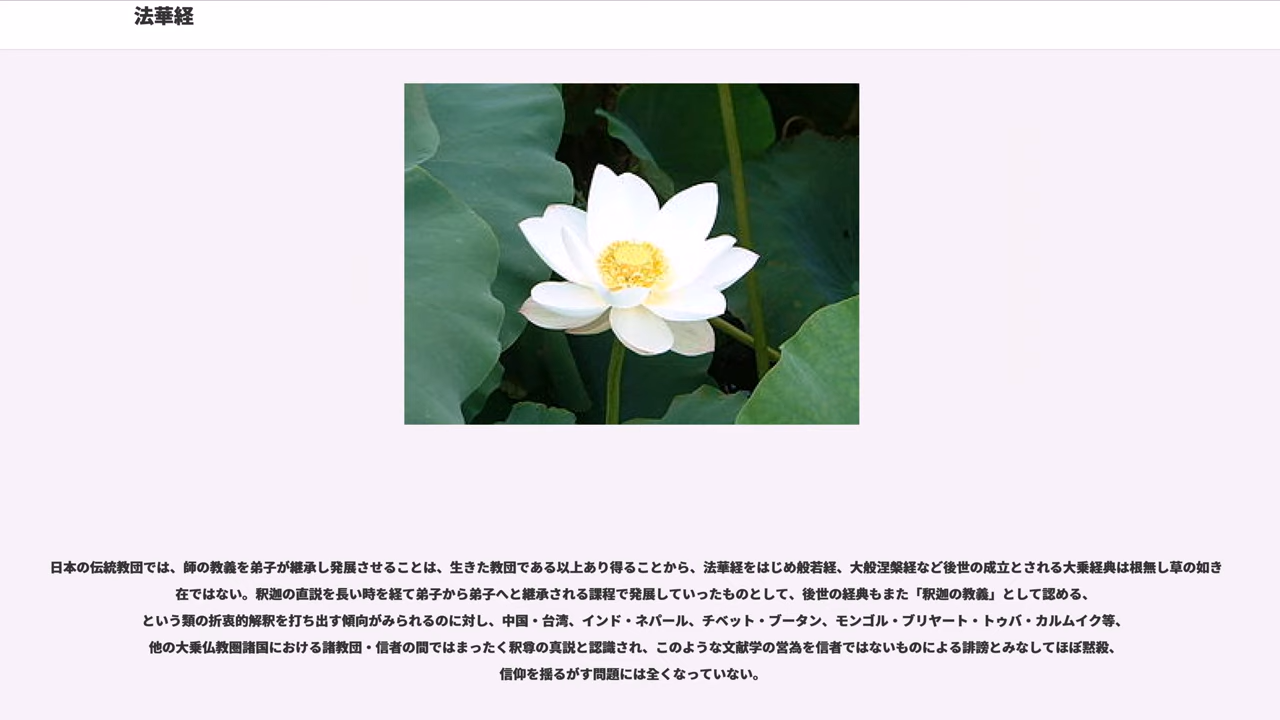 法華経
日本の伝統教団では、師の教義を弟子が継承し発展させることは、生きた教団である以上あり得ることから、法華経をはじめ般若経、大般涅槃経など後世の成立とされる大乗経典は根無し草の如き
在ではない。釈迦の直説を長い時を経て弟子から弟子へと継承される課程で発展していったものとして、後世の経典もまた「釈迦の教義」として認める、
という類の折衷的解釈を打ち出す傾向がみられるのに対し、中国・台湾、インド・ネパール、チベット・ブータン、モンゴル・ブリヤート・トゥバ・カルムイク等、
他の大乗仏教圏諸国における諸教団・信者の間ではまったく釈尊の真説と認識され、このような文献学の営為を信者ではないものによる誹謗とみなしてほぼ黙殺、
信仰を揺るがす問題には全くなっていない。